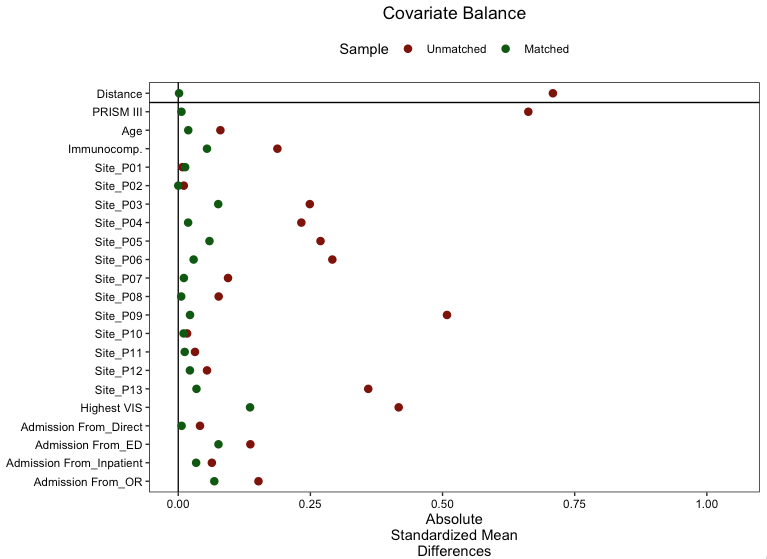 Covariate Balance
Sample Unmatched Matched
Distance
PRISM III
Age
Immunocomp.
Site_P01
Site_P02
Site_P03
Site_P04
Site_P05
Site_P06
Site_P07
Site_P08
Site_P09
Site_P10
Site_P11
Site_P12
Site_P13
Highest VIS
Admission From_Direct
Admission From_ED
Admission From_Inpatient
Admission From_OR
0.00 0.25 0.50 0.75 1.00
Absolute
Standardized Mean
Differences